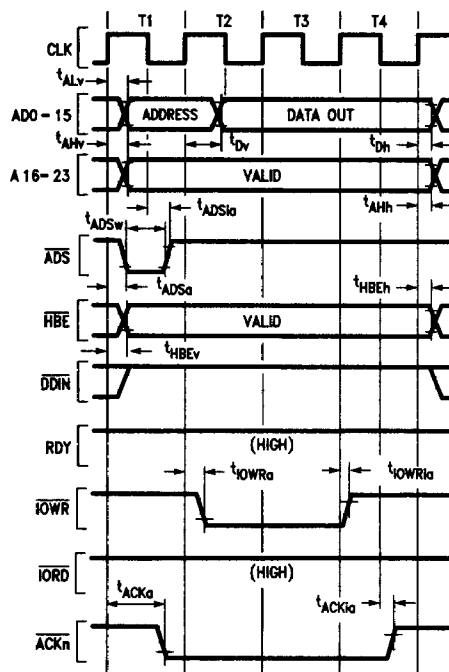 T1 T2 T3 T4
CLK
tALv
AD0-15 ADDRESS DATA OUT
tAHv tDv tDh
A16-23 VALID
tADSw tADSia tAHh
ADS
tADSa tHBEh
HBE VALID
tHBEv
DDIN
RDY (HIGH)
tIOWRa tIOWRia
IOWR
IORD (HIGH)
tACKa tACKia
ACKn